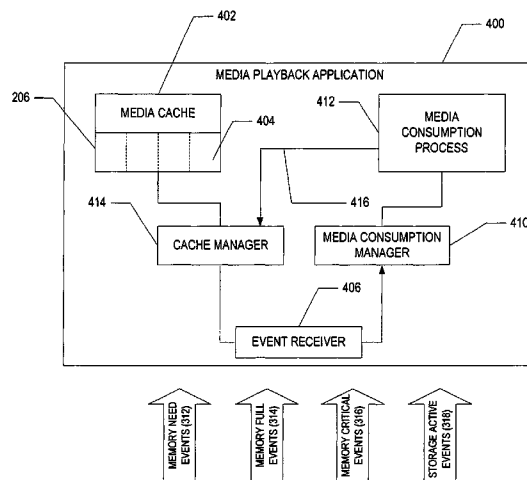 402
400
MEDIA PLAYBACK APPLICATION
206
MEDIA CACHE
404
412
MEDIA
CONSUMPTION
PROCESS
416
414
410
CACHE MANAGER
MEDIA CONSUMPTION
MANAGER
406
EVENT RECEIVER
MEMORY NEED
EVENTS (312)
MEMORY FULL
EVENTS (314)
MEMORY CRITICAL
EVENTS (316)
STORAGE ACTIVE
EVENTS (318)